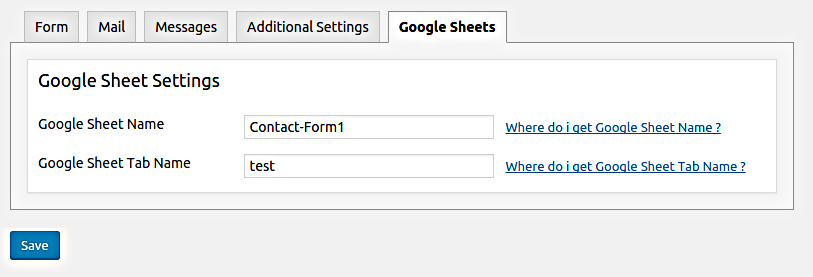 Form Mail Messages Additional Settings Google Sheets
Google Sheet Settings
Google Sheet Name Contact-Form1 Where do i get Google Sheet Name ?
Google Sheet Tab Name test Where do i get Google Sheet Tab Name ?
Save